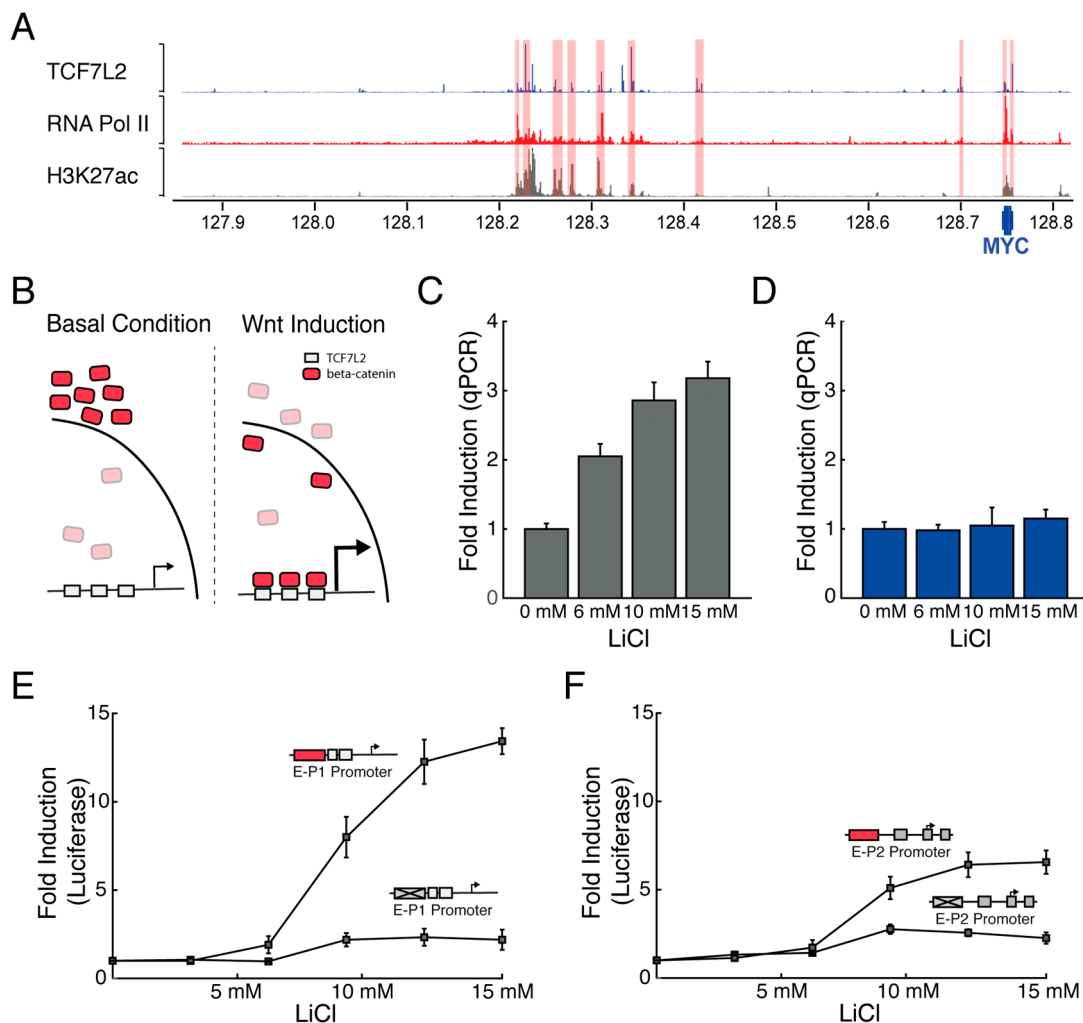 A
TCF7L2
RNA Pol II
H3K27ac
127.9 128.0 128.1 128.2 128.3 128.4 128.5 128.6 128.7 128.8
MYC
B
Basal Condition
Wnt Induction
TCF7L2
beta-catenin
C
Fold Induction (qPCR)
4
3
2
1
0
0 mM 6 mM 10 mM 15 mM
LiCl
D
Fold Induction (qPCR)
4
3
2
1
0
0 mM 6 mM 10 mM 15 mM
LiCl
E
Fold Induction
(Luciferase)
15
10
5
0
E-P1 Promoter
E-P1 Promoter
5 mM 10 mM 15 mM
LiCl
F
Fold Induction
(Luciferase)
15
10
5
0
E-P2 Promoter
E-P2 Promoter
5 mM 10 mM 15 mM
LiCl